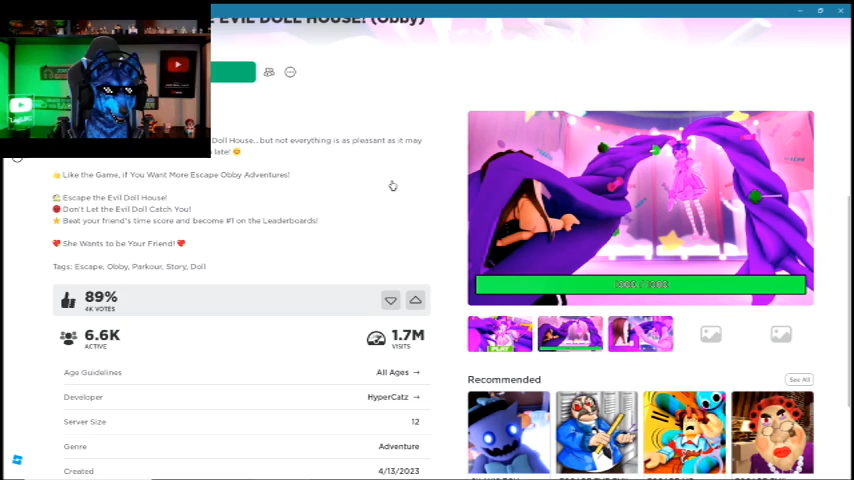 E EVIL DOLL HOUSE! (Obby)
Doll House...but not everything is as pleasant as it may
late! 😊
👍 Like the Game, if You Want More Escape Obby Adventures!
🏡 Escape the Evil Doll House!
🔴 Don't Let the Evil Doll Catch You!
⭐ Beat your friend's time score and become #1 on the Leaderboards!
❤️ She Wants to be Your Friend! ❤️
Tags: Escape, Obby, Parkour, Story, Doll
89%
4K VOTES
6.6K
ACTIVE
1.7M
VISITS
Age Guidelines All Ages →
Developer HyperCatz →
Server Size 12
Genre Adventure
Created 4/13/2023
PLAY
Recommended See All